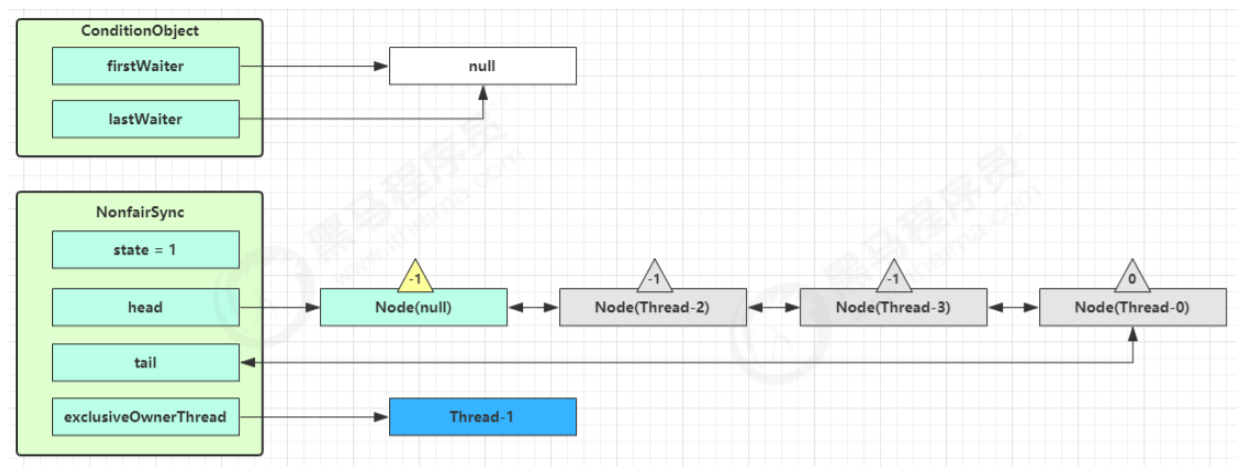 ConditionObject
firstWaiter
null
lastWaiter
NonfairSync
state = 1
-1
-1
-1
0
head
Node(null)
Node(Thread-2)
Node(Thread-3)
Node(Thread-0)
tail
exclusiveOwnerThread
Thread-1
黑马程序员
www.itheima.com
黑马程序员
www.itheima.com